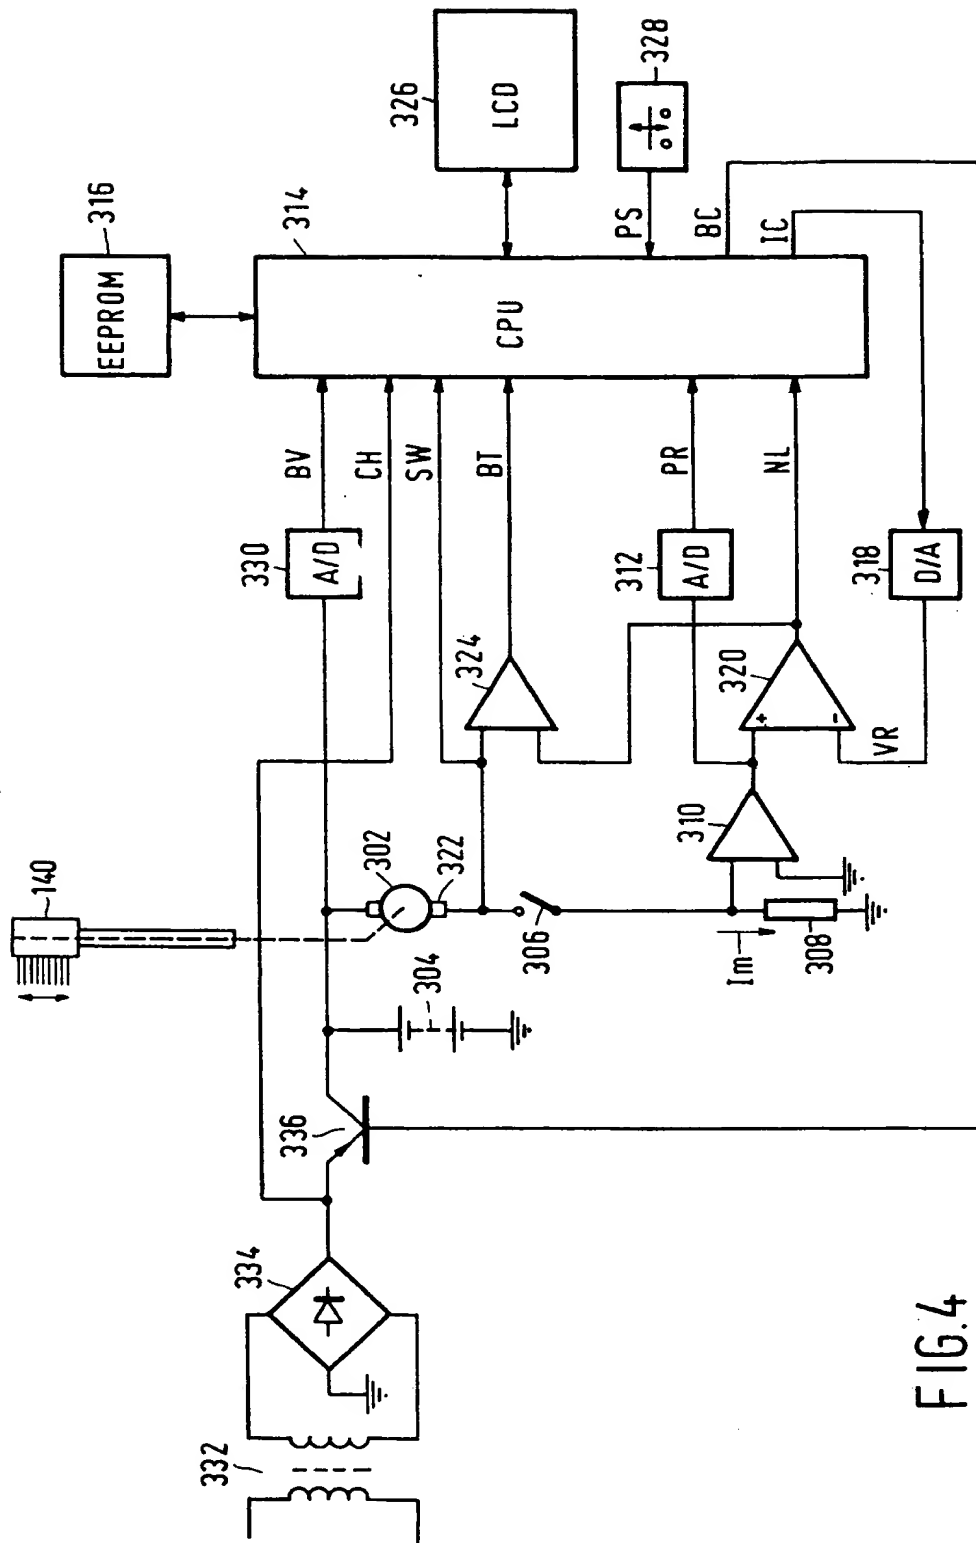 316
EEPROM
314
CPU
326
LCD
328
PS
BC
IC
BV
CH
SW
BT
PR
NL
330
A/D
312
A/D
318
D/A
324
320
+
-
VR
310
140
302
322
306
Im
308
304
336
334
332
FIG.4